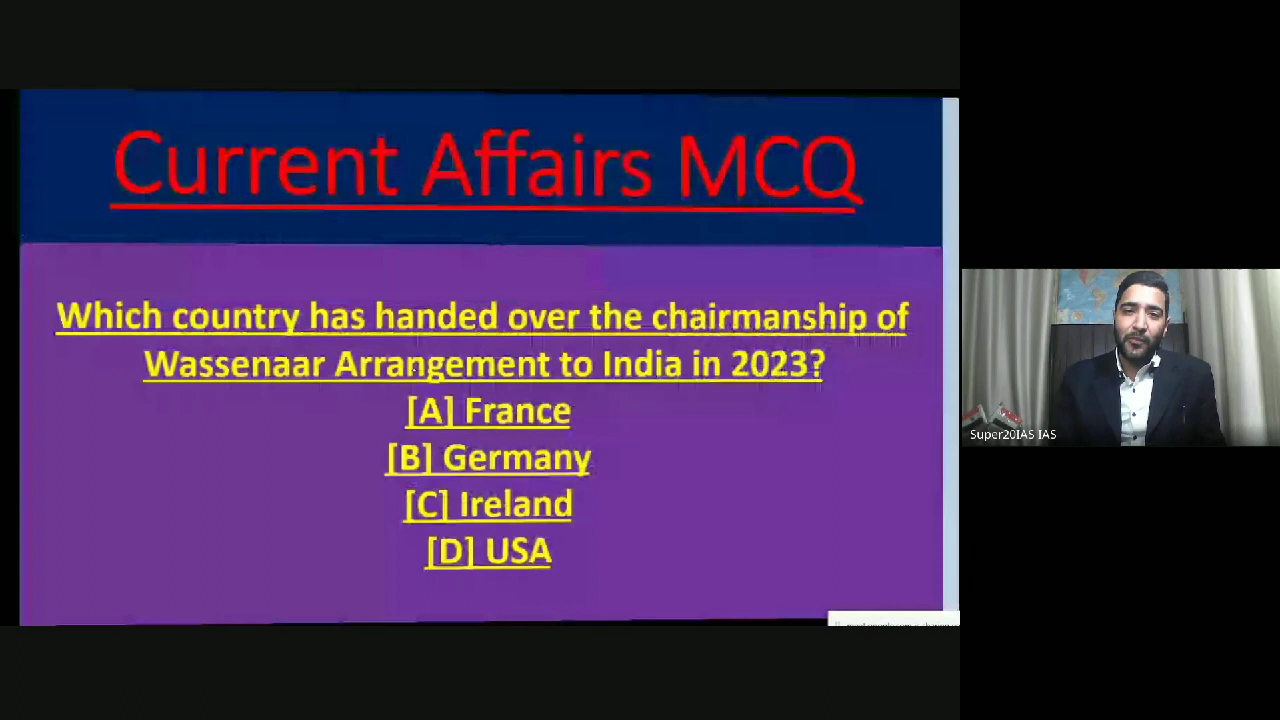 Current Affairs MCQ
Which country has handed over the chairmanship of
Wassenaar Arrangement to India in 2023?
[A] France
[B] Germany
[C] Ireland
[D] USA
Super20IAS IAS